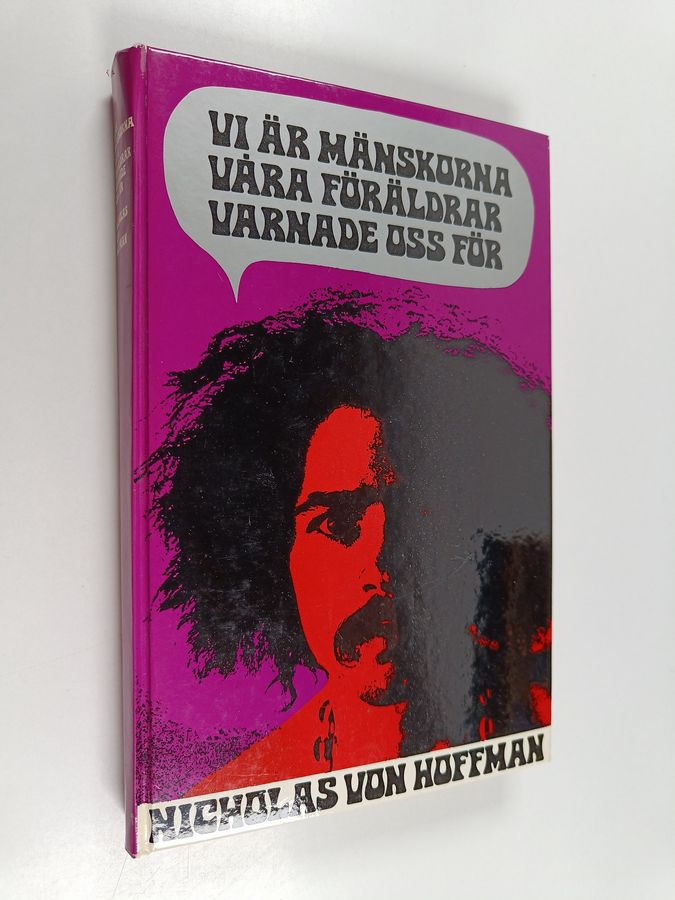 VI ÄR MÄNSKORNA
VÅRA FÖRÄLDRAR
VARNADE OSS FÖR
NICHOLAS VON HOFFMAN